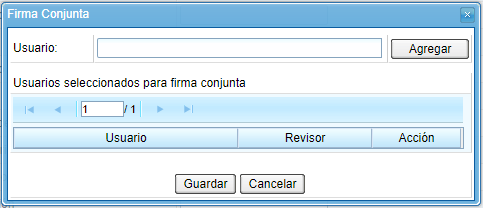 Firma Conjunta
Usuario: Agregar
Usuarios seleccionados para firma conjunta
1 / 1
Usuario Revisor Acción
Guardar Cancelar